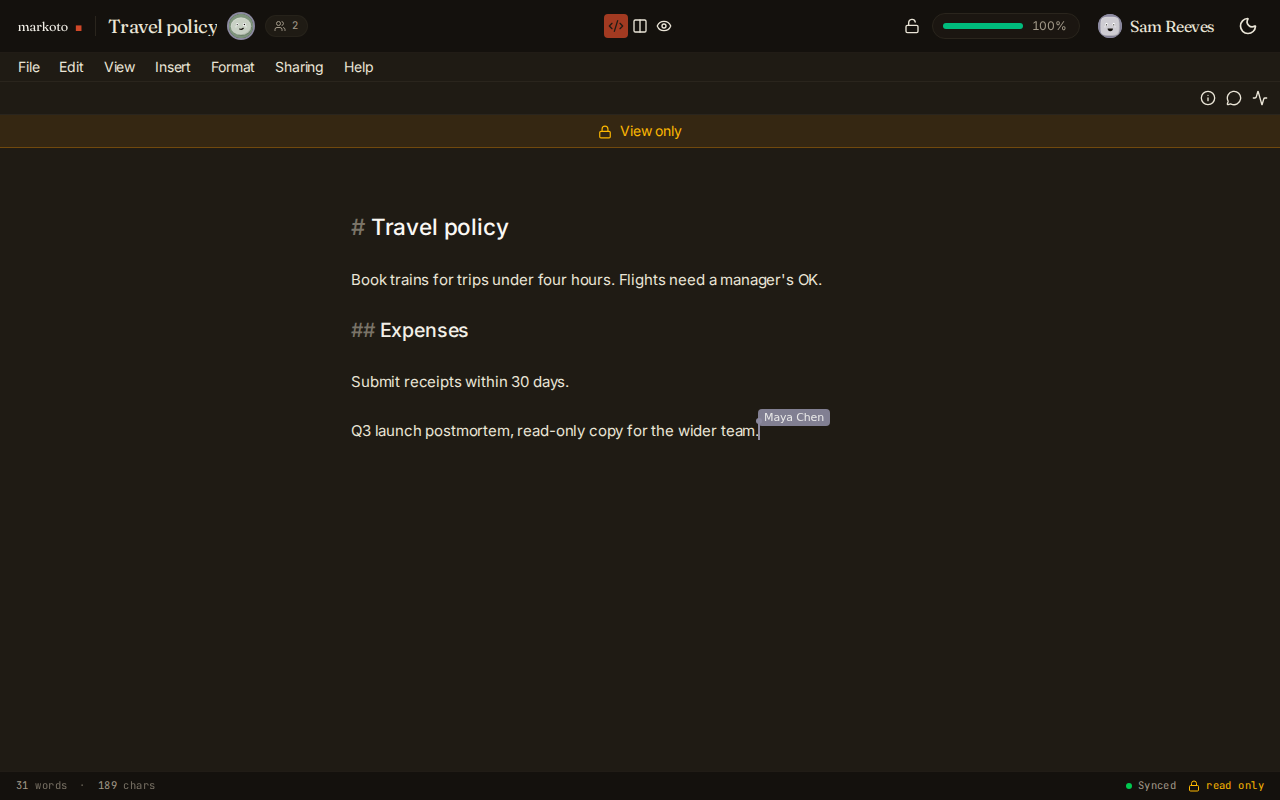 markoto
Travel policy
2
100%
Sam Reeves
File Edit View Insert Format Sharing Help
View only
# Travel policy
Book trains for trips under four hours. Flights need a manager's OK.
## Expenses
Submit receipts within 30 days.
Maya Chen
Q3 launch postmortem, read-only copy for the wider team.
31 words · 189 chars
Synced
read only